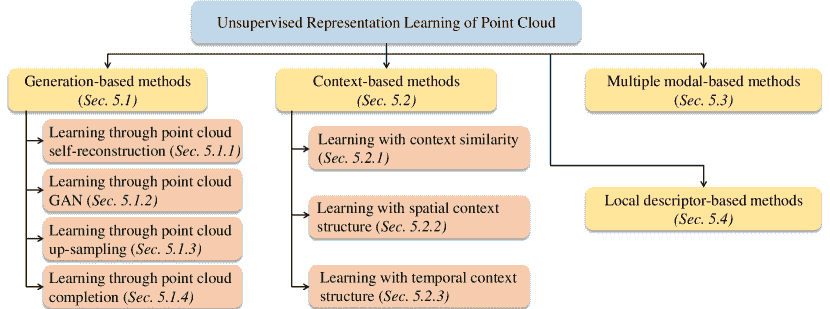 Unsupervised Representation Learning of Point Cloud
Generation-based methods
(Sec. 5.1)
Learning through point cloud
self-reconstruction (Sec. 5.1.1)
Learning through point cloud
GAN (Sec. 5.1.2)
Learning through point cloud
up-sampling (Sec. 5.1.3)
Learning through point cloud
completion (Sec. 5.1.4)
Context-based methods
(Sec. 5.2)
Learning with context similarity
(Sec. 5.2.1)
Learning with spatial context
structure (Sec. 5.2.2)
Learning with temporal context
structure (Sec. 5.2.3)
Multiple modal-based methods
(Sec. 5.3)
Local descriptor-based methods
(Sec. 5.4)